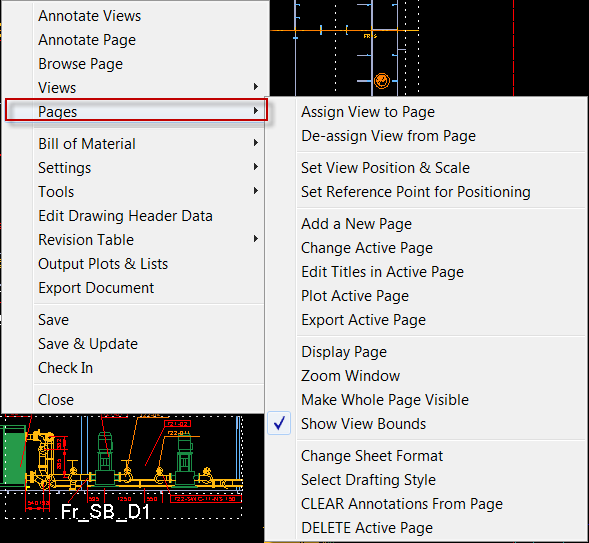 Annotate Views
Annotate Page
Browse Page
Views
Pages
Bill of Material
Settings
Tools
Edit Drawing Header Data
Revision Table
Output Plots & Lists
Export Document
Save
Save & Update
Check In
Close
Assign View to Page
De-assign View from Page
Set View Position & Scale
Set Reference Point for Positioning
Add a New Page
Change Active Page
Edit Titles in Active Page
Plot Active Page
Export Active Page
Display Page
Zoom Window
Make Whole Page Visible
Show View Bounds
Change Sheet Format
Select Drafting Style
CLEAR Annotations From Page
DELETE Active Page
Fr_SB_D1